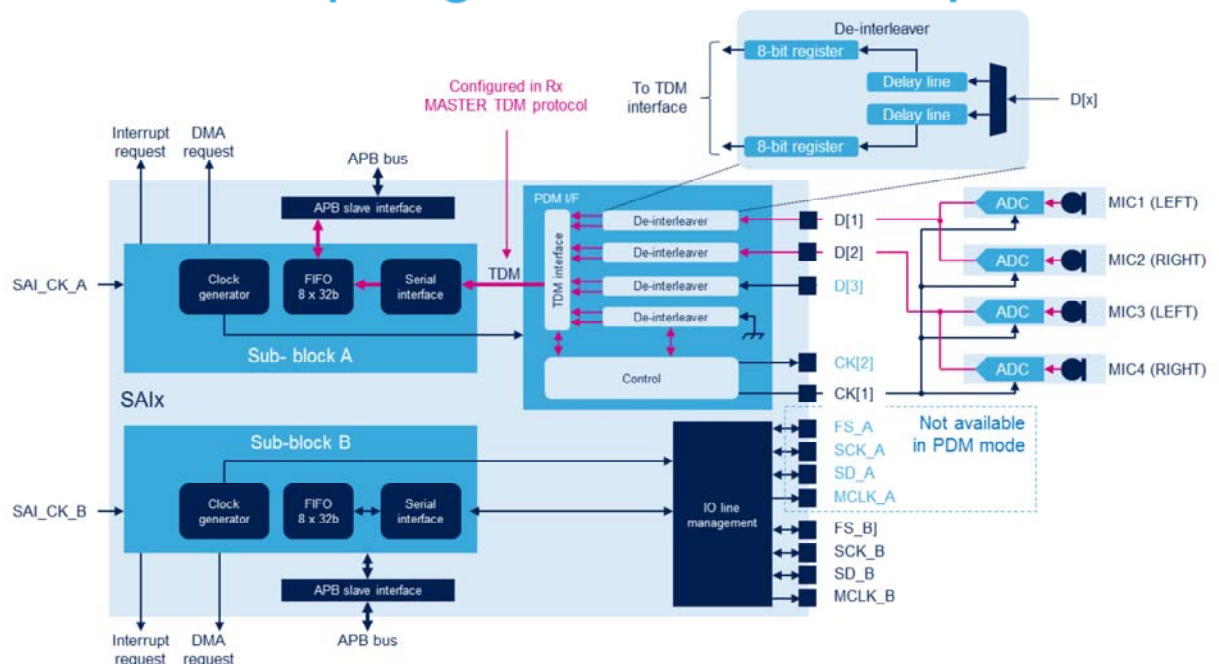 De-interleaver
8-bit register
Delay line
Delay line
8-bit register
To TDM
interface
D[x]
Configured in Rx
MASTER TDM protocol
Interrupt
request
DMA
request
APB bus
APB slave interface
PDM I/F
TDM interface
De-interleaver
De-interleaver
De-interleaver
De-interleaver
Control
D[1]
D[2]
D[3]
CK[2]
CK[1]
ADC
MIC1 (LEFT)
ADC
MIC2 (RIGHT)
ADC
MIC3 (LEFT)
ADC
MIC4 (RIGHT)
SAI_CK_A
Clock
generator
FIFO
8 x 32b
Serial
interface
TDM
Sub- block A
SAIx
Sub-block B
SAI_CK_B
Clock
generator
FIFO
8 x 32b
Serial
interface
APB slave interface
IO line
management
FS_A
SCK_A
SD_A
MCLK_A
Not available
in PDM mode
FS_B]
SCK_B
SD_B
MCLK_B
Interrupt
request
DMA
request
APB bus